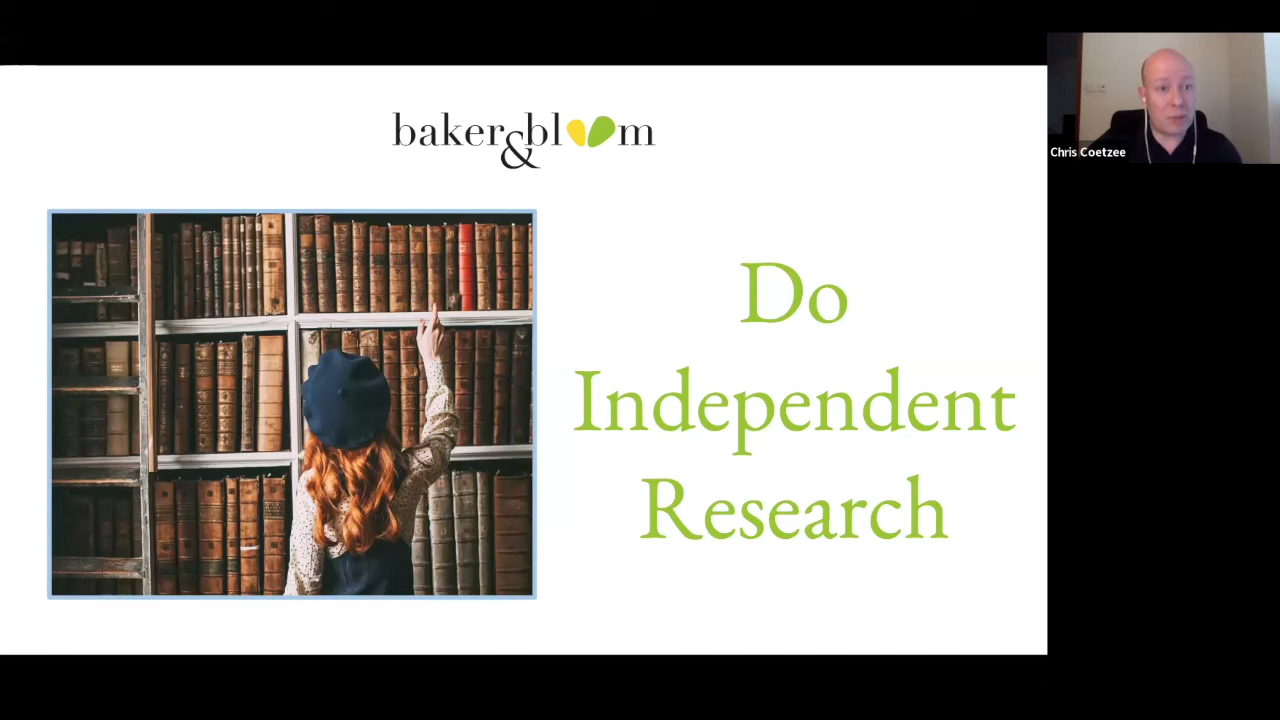 baker&bloom
Do
Independent
Research
Chris Coetzee